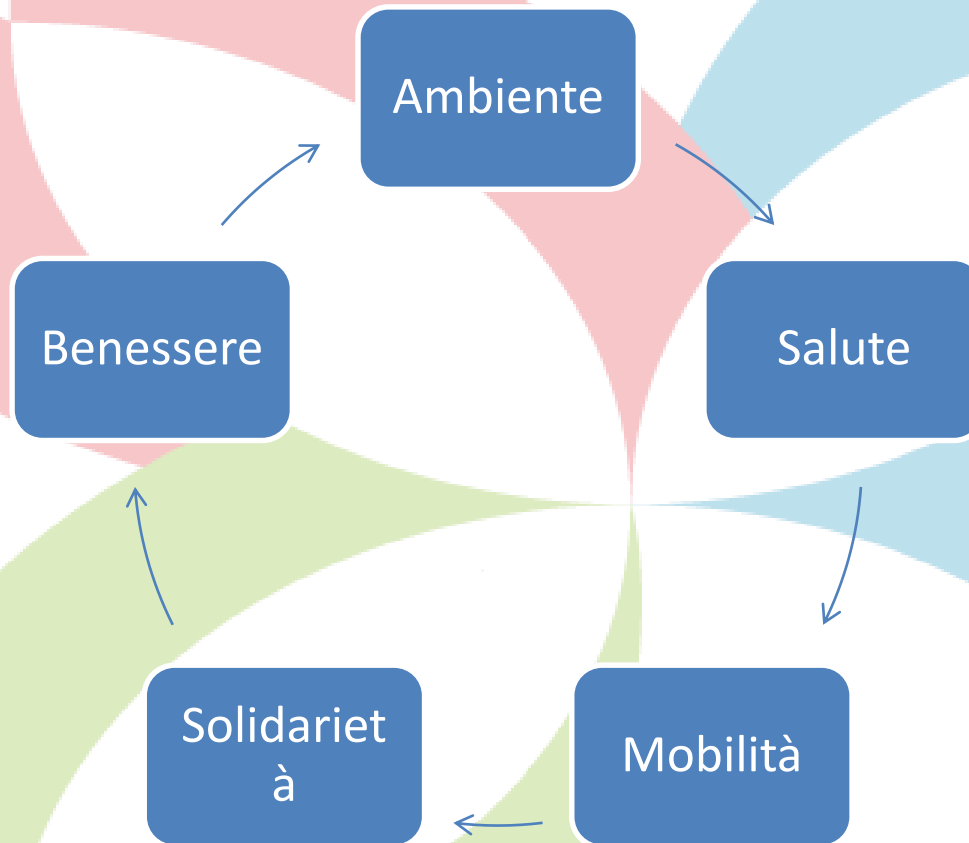 Ambiente
Salute
Mobilità
Solidariet
à
Benessere